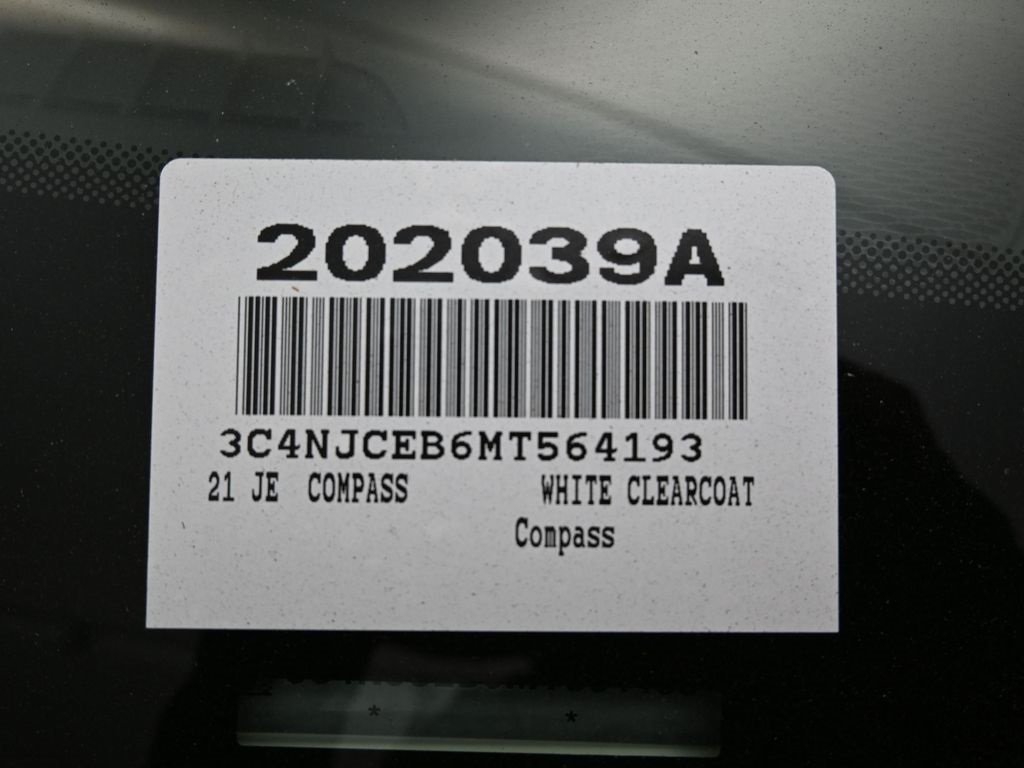 202039A
3C4NJCEB6MT564193
21 JE COMPASS WHITE CLEARCOAT
Compass
* *